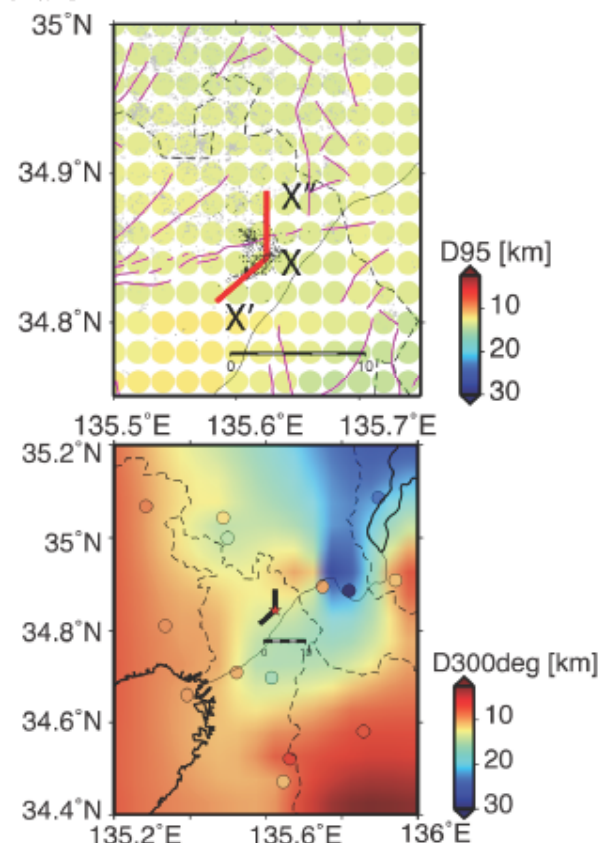 35˚N
34.9˚N
X"
X
X'
34.8˚N
0 10
D95 [km]
10
20
30
135.5˚E 135.6˚E 135.7˚E
35.2˚N
35˚N
34.8˚N
34.6˚N
34.4˚N
D300deg [km]
10
20
30
135.2˚E 135.6˚E 136˚E